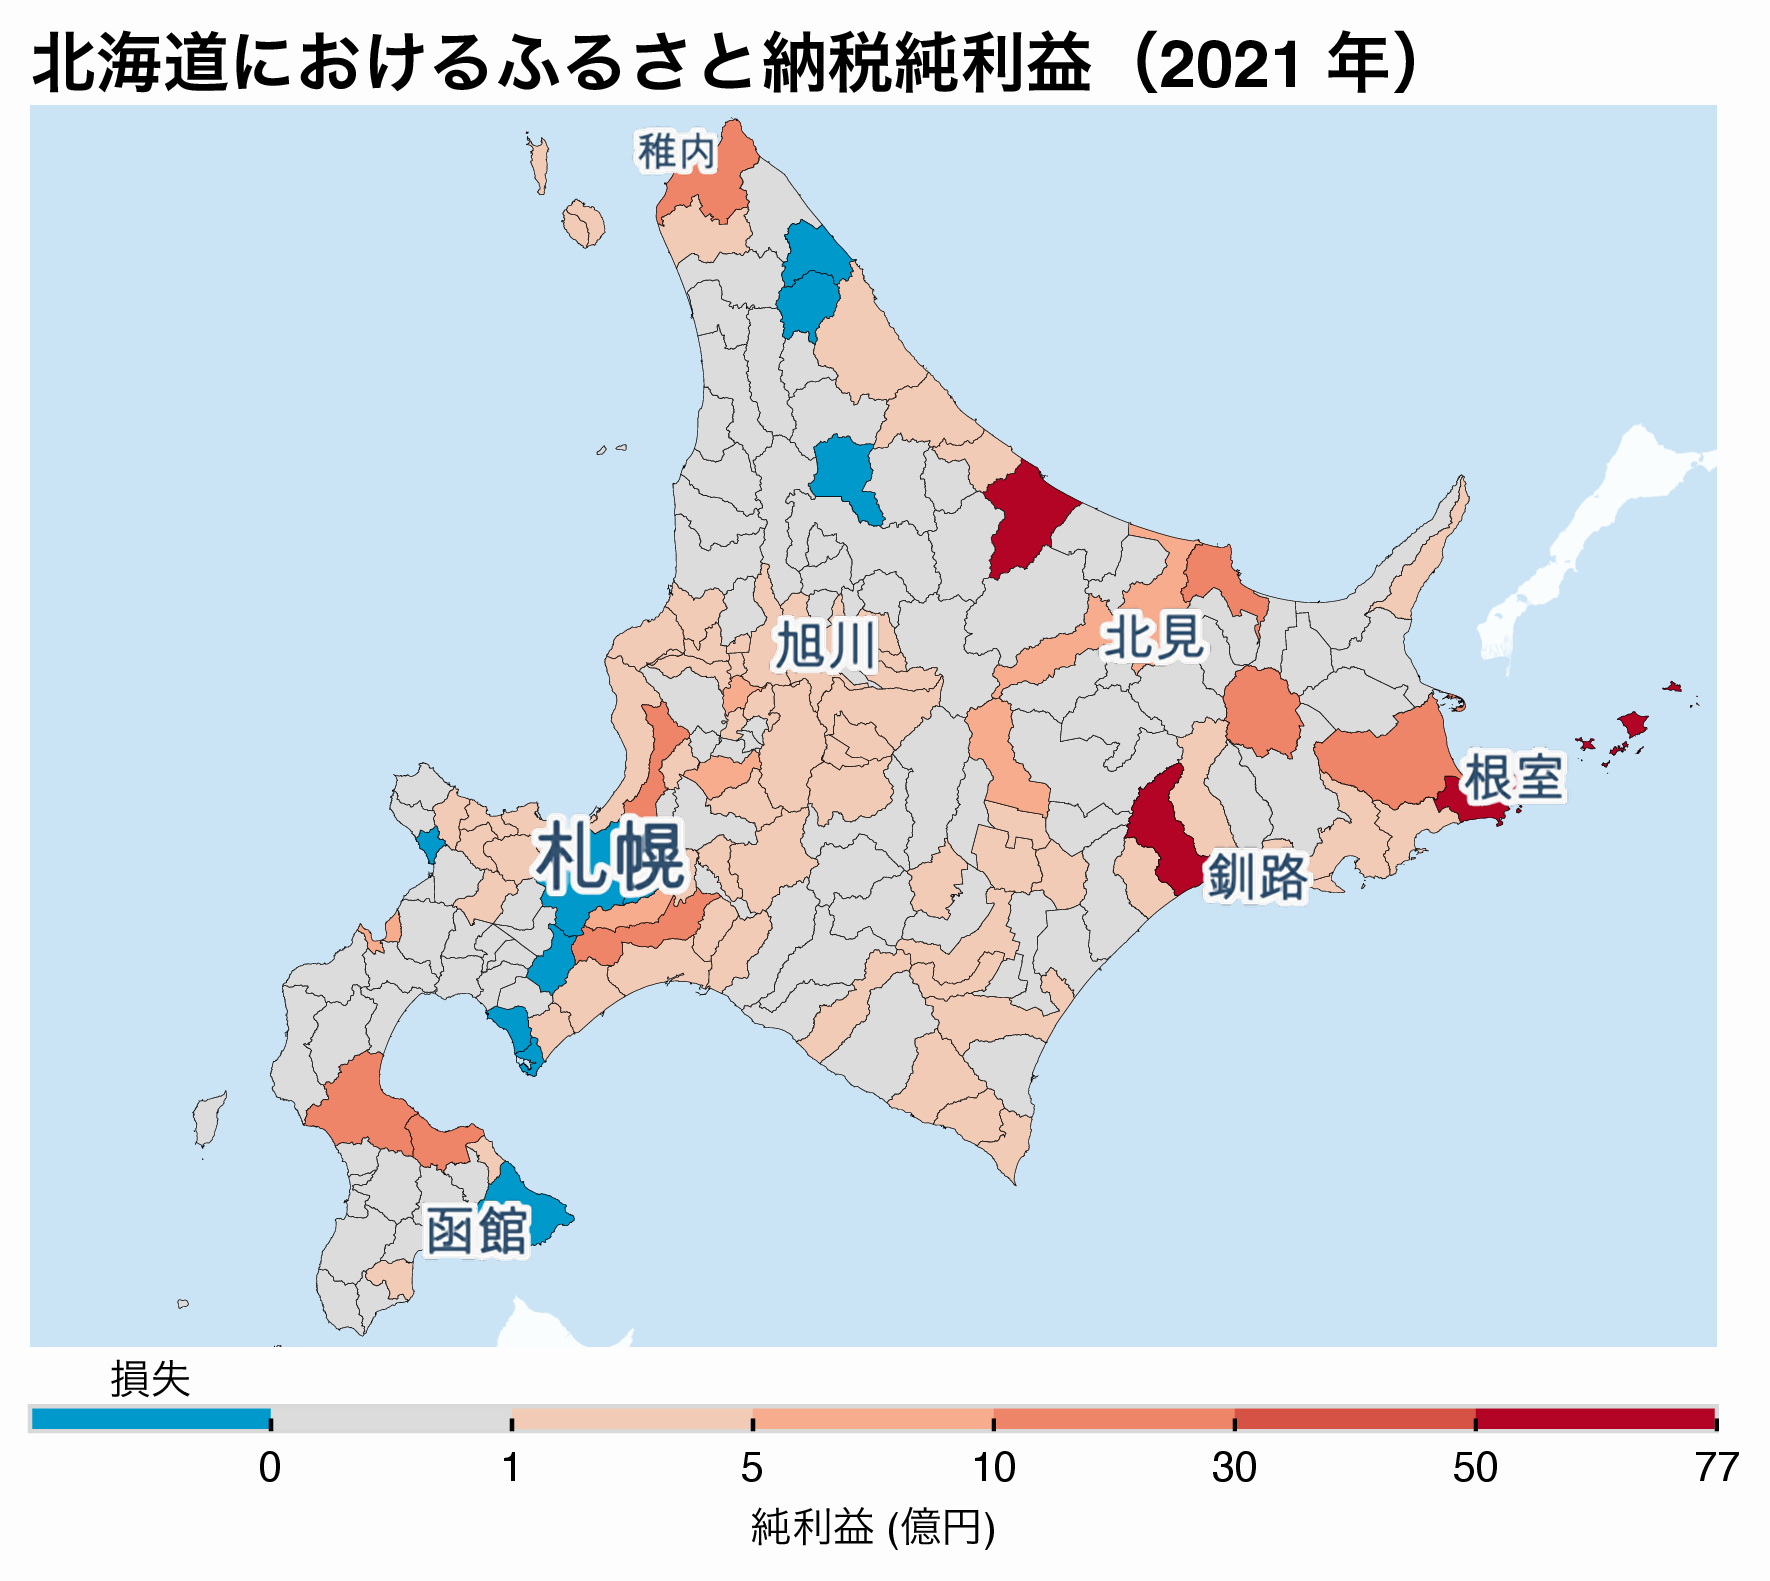 北海道におけるふるさと納税純利益（2021 年）
稚内
旭川
北見
根室
札幌
釧路
函館
損失
0 1 5 10 30 50 77
純利益 (億円)